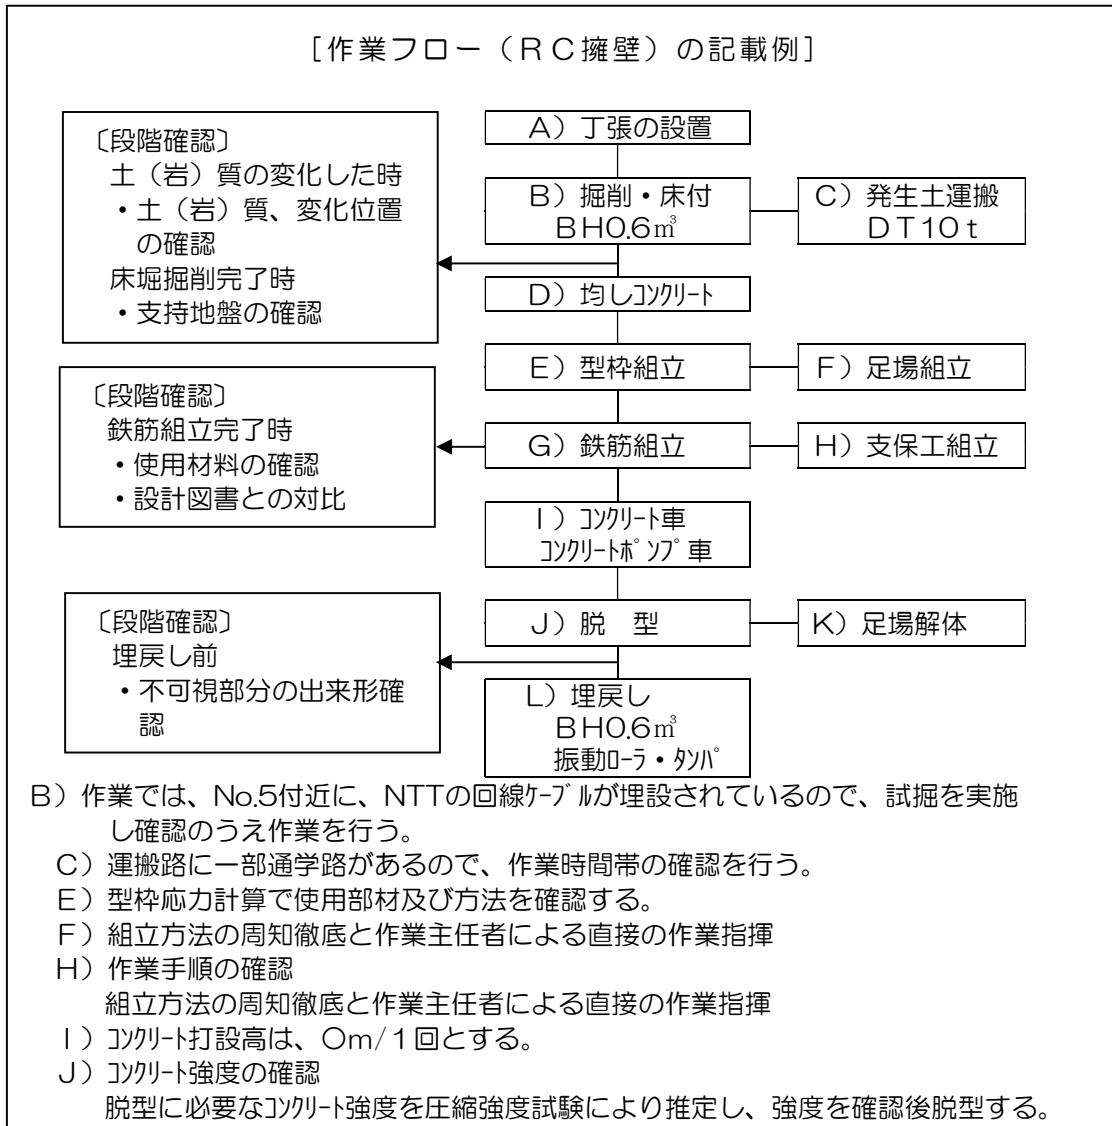 [作業フロー（ＲＣ擁壁）の記載例]
〔段階確認〕
土（岩）質の変化した時
・土（岩）質、変化位置
の確認
床堀掘削完了時
・支持地盤の確認
Ａ）丁張の設置
Ｂ）掘削・床付
ＢＨ0.6㎥
Ｃ）発生土運搬
ＤＴ10ｔ
Ｄ）均しｺﾝｸﾘｰﾄ
Ｅ）型枠組立
Ｆ）足場組立
〔段階確認〕
鉄筋組立完了時
・使用材料の確認
・設計図書との対比
Ｇ）鉄筋組立
Ｈ）支保工組立
Ｉ）ｺﾝｸﾘｰﾄ車
ｺﾝｸﾘｰﾄﾎﾟﾝﾌﾟ車
〔段階確認〕
埋戻し前
・不可視部分の出来形確
認
Ｊ）脱　型
Ｋ）足場解体
Ｌ）埋戻し
ＢＨ0.6㎥
振動ﾛｰﾗ・ﾀﾝﾊﾟ
Ｂ）作業では、No.5付近に、NTTの回線ｹｰﾌﾞﾙが埋設されているので、試掘を実施
し確認のうえ作業を行う。
Ｃ）運搬路に一部通学路があるので、作業時間帯の確認を行う。
Ｅ）型枠応力計算で使用部材及び方法を確認する。
Ｆ）組立方法の周知徹底と作業主任者による直接の作業指揮
Ｈ）作業手順の確認
組立方法の周知徹底と作業主任者による直接の作業指揮
Ｉ）ｺﾝｸﾘｰﾄ打設高は、〇ｍ/１回とする。
Ｊ）ｺﾝｸﾘｰﾄ強度の確認
脱型に必要なｺﾝｸﾘｰﾄ強度を圧縮強度試験により推定し、強度を確認後脱型する。